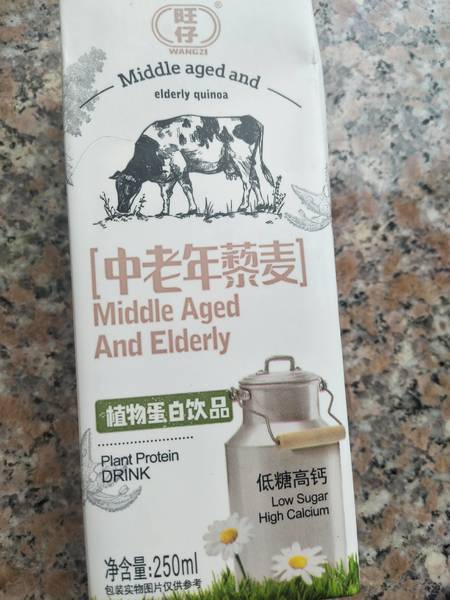 旺
仔
®
WANGZI
Middle aged and
elderly quinoa
[中老年藜麦]
Middle Aged
And Elderly
植物蛋白饮品
Plant Protein
DRINK
低糖高钙
Low Sugar
High Calcium
净含量:250ml
包装实物图片仅供参考